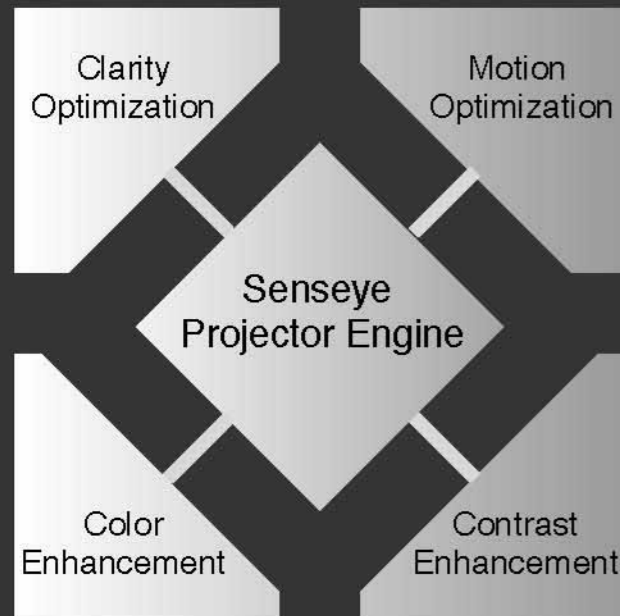 Clarity
Optimization
Motion
Optimization
Senseye
Projector Engine
Color
Enhancement
Contrast
Enhancement